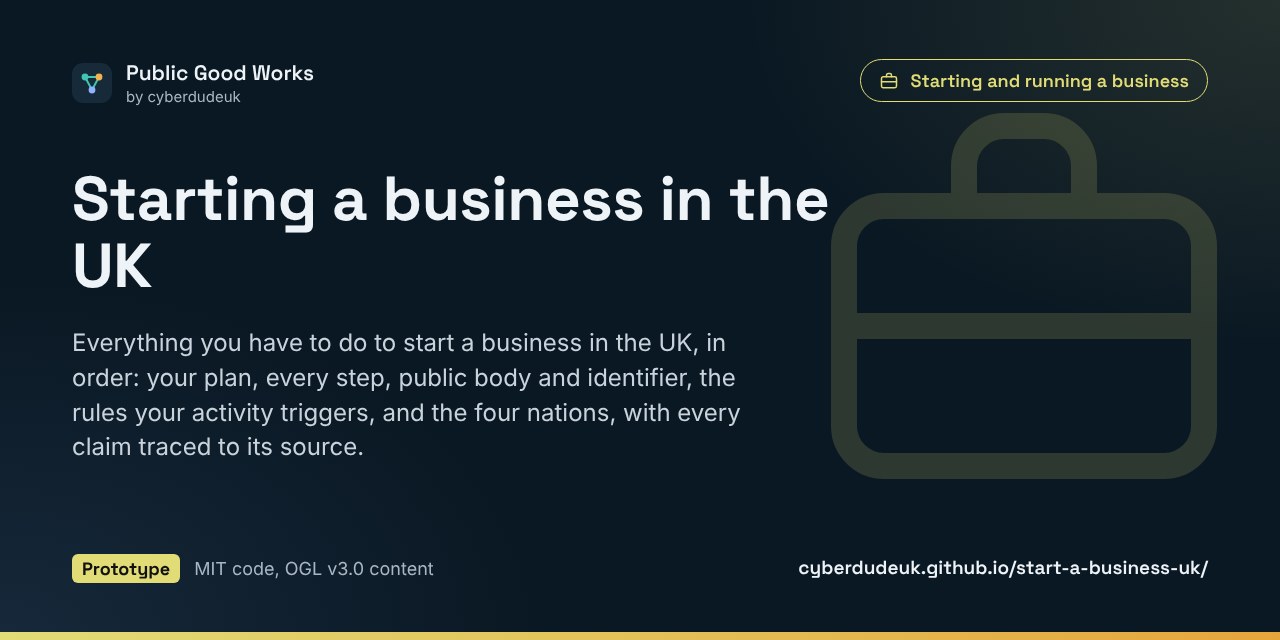 Public Good Works
by cyberdudeuk
Starting and running a business
Starting a business in the
UK
Everything you have to do to start a business in the UK, in
order: your plan, every step, public body and identifier, the
rules your activity triggers, and the four nations, with every
claim traced to its source.
Prototype
MIT code, OGL v3.0 content
cyberdudeuk.github.io/start-a-business-uk/